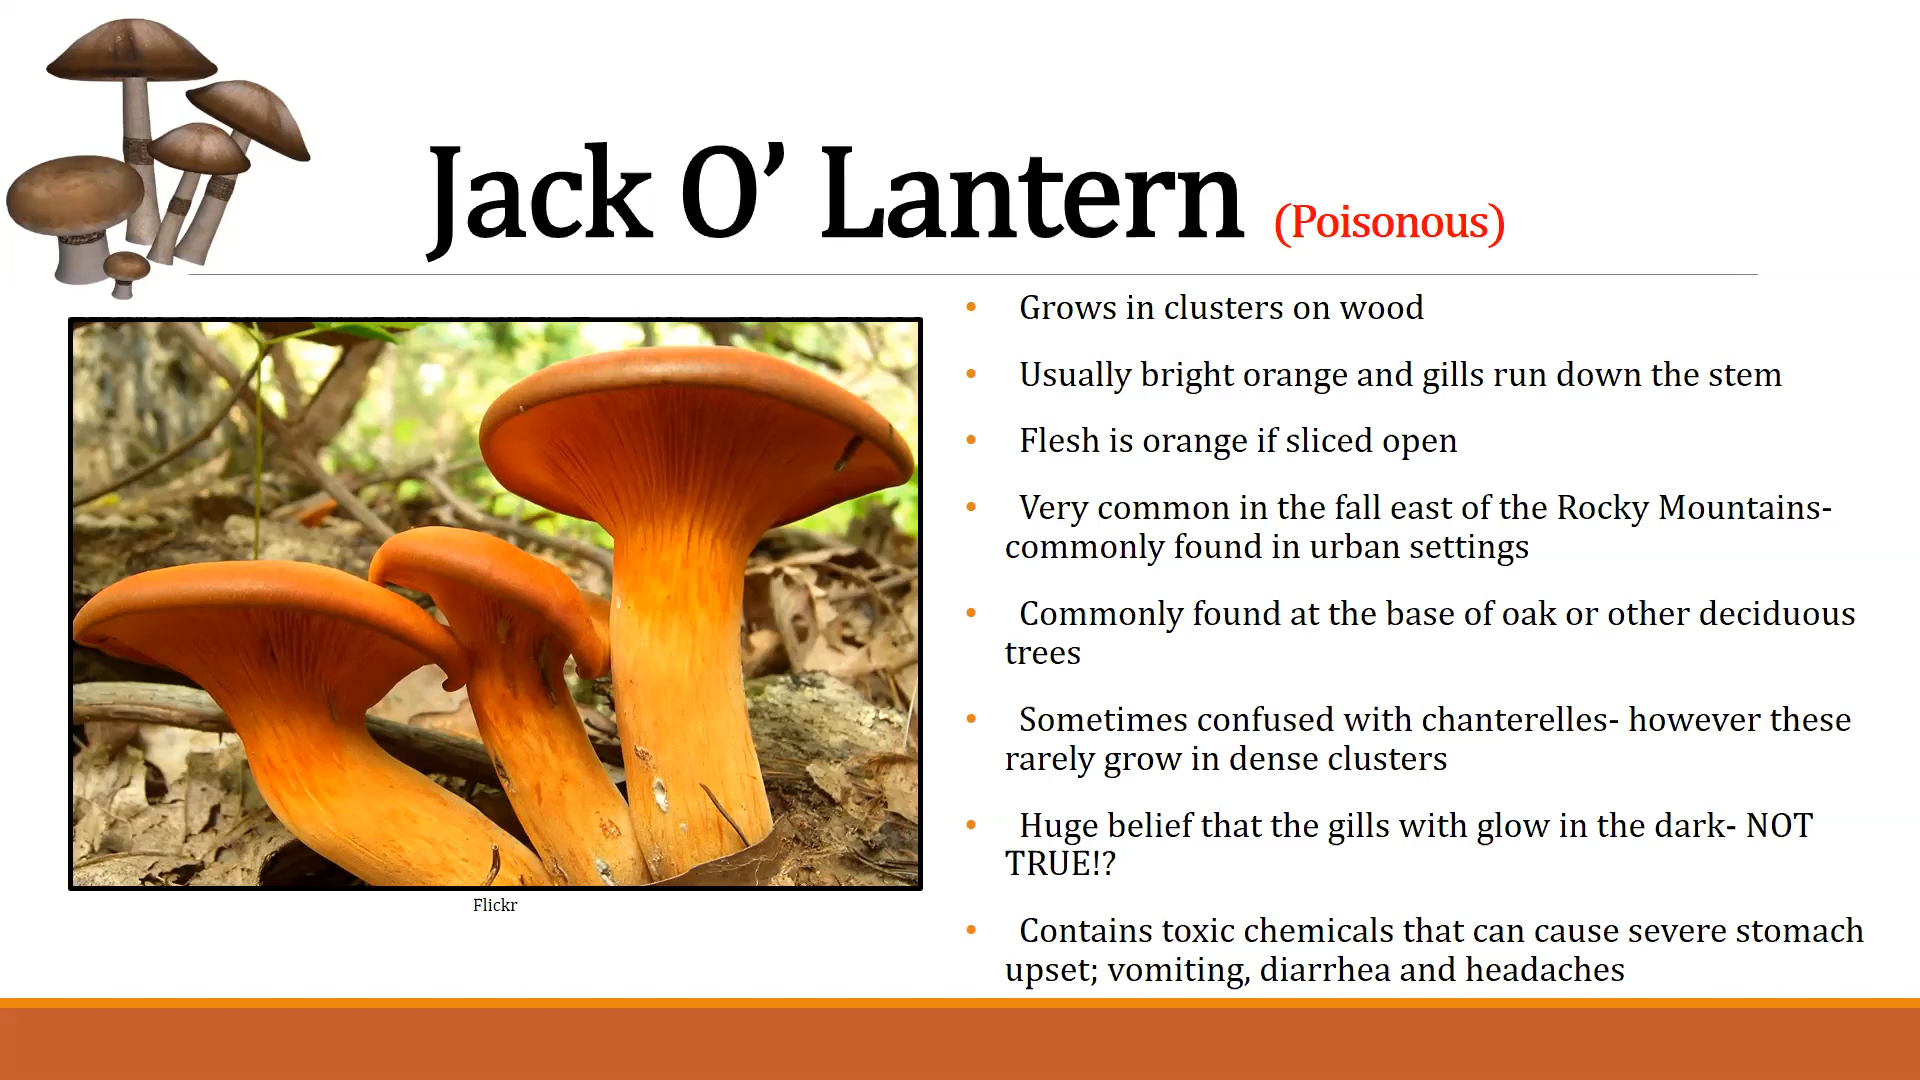 Jack O’ Lantern (Poisonous)
• Grows in clusters on wood
• Usually bright orange and gills run down the stem
• Flesh is orange if sliced open
• Very common in the fall east of the Rocky Mountains-
commonly found in urban settings
• Commonly found at the base of oak or other deciduous
trees
• Sometimes confused with chanterelles- however these
rarely grow in dense clusters
• Huge belief that the gills with glow in the dark- NOT
TRUE!?
• Contains toxic chemicals that can cause severe stomach
upset; vomiting, diarrhea and headaches
Flickr